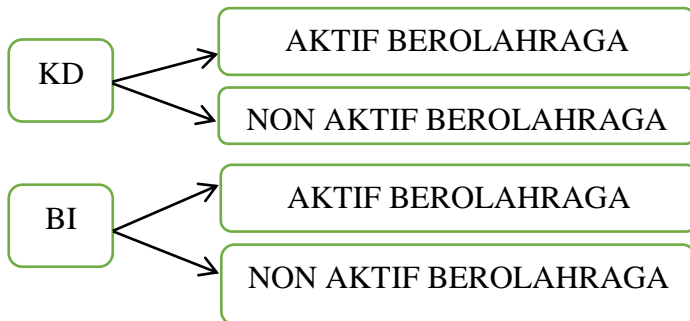 KD
AKTIF BEROLAHRAGA
NON AKTIF BEROLAHRAGA
BI
AKTIF BEROLAHRAGA
NON AKTIF BEROLAHRAGA